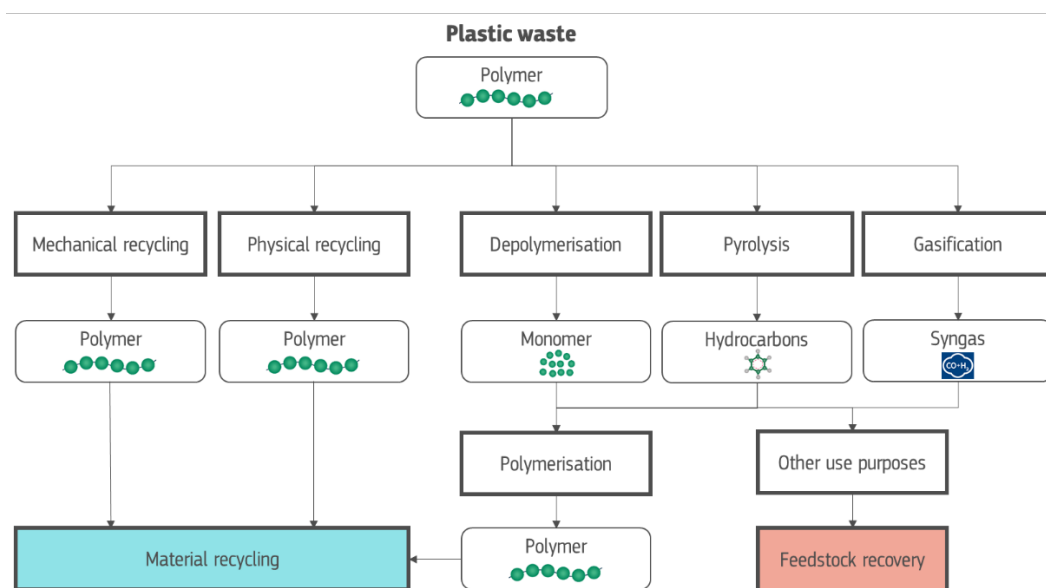 Plastic waste
Polymer
Mechanical recycling
Physical recycling
Depolymerisation
Pyrolysis
Gasification
Polymer
Polymer
Monomer
Hydrocarbons
Syngas
CO+H₂
Polymerisation
Other use purposes
Material recycling
Polymer
Feedstock recovery